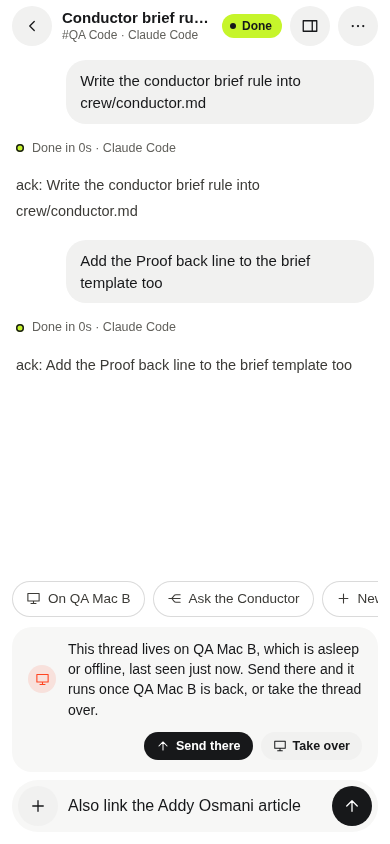 Conductor brief ru…
#QA Code · Claude Code
Done
Write the conductor brief rule into
crew/conductor.md
Done in 0s · Claude Code
ack: Write the conductor brief rule into
crew/conductor.md
Add the Proof back line to the brief
template too
Done in 0s · Claude Code
ack: Add the Proof back line to the brief template too
On QA Mac B
Ask the Conductor
New
This thread lives on QA Mac B, which is asleep
or offline, last seen just now. Send there and it
runs once QA Mac B is back, or take the thread
over.
Send there
Take over
Also link the Addy Osmani article